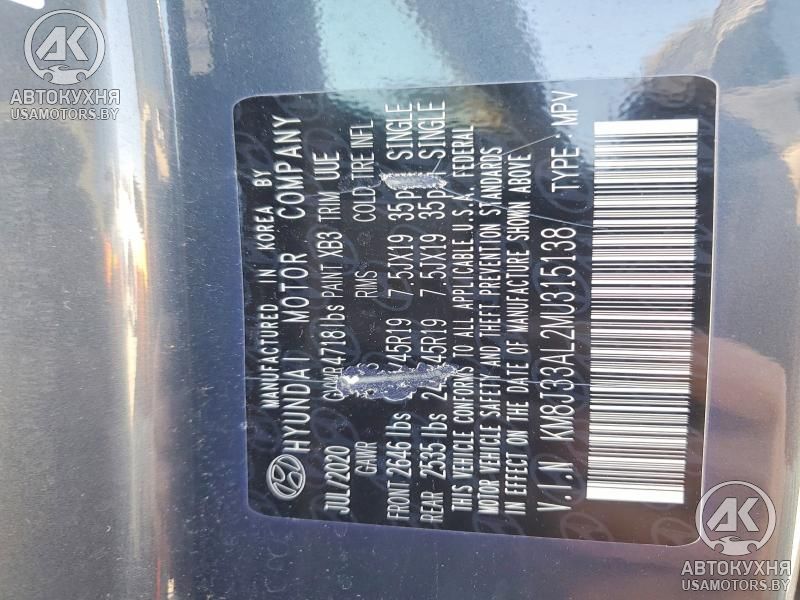 MANUFACTURED IN KOREA BY
HYUNDAI MOTOR COMPANY
JUL/2020 GVWR 4718 lbs PAINT XB3 TRIM UJE
GAWR RIMS COLD TIRE INFL
FRONT 2646 lbs 45R19 7.5JX19 35 SINGLE
REAR 2535 lbs 45R19 7.5JX19 35 SINGLE
THIS VEHICLE CONFORMS TO ALL APPLICABLE U.S.A. FEDERAL
MOTOR VEHICLE SAFETY AND THEFT PREVENTION STANDARDS
IN EFFECT ON THE DATE OF MANUFACTURE SHOWN ABOVE
V.I.N KM8J33AL2MU315138 TYPE : MPV
АК
АВТОКУХНЯ
USAMOTORS.BY
АК
АВТОКУХНЯ
USAMOTORS.BY